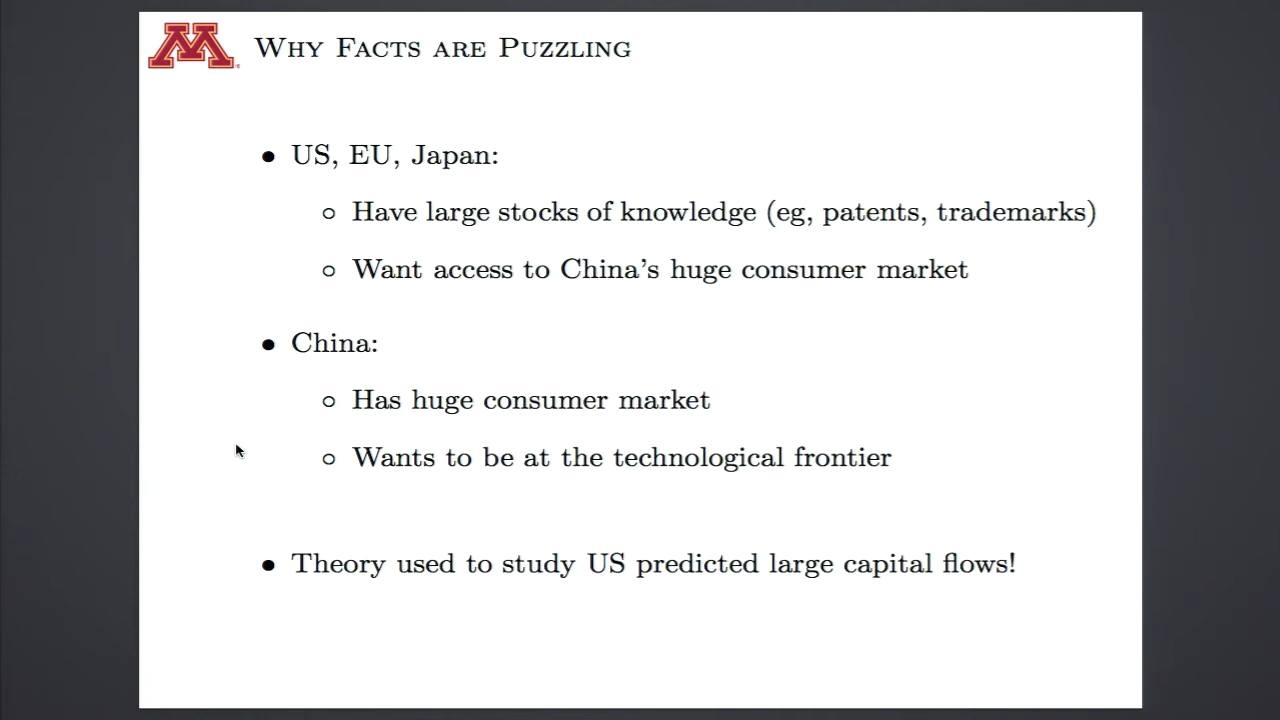 M
Why Facts are Puzzling
• US, EU, Japan:
◦ Have large stocks of knowledge (eg, patents, trademarks)
◦ Want access to China's huge consumer market
• China:
◦ Has huge consumer market
◦ Wants to be at the technological frontier
• Theory used to study US predicted large capital flows!